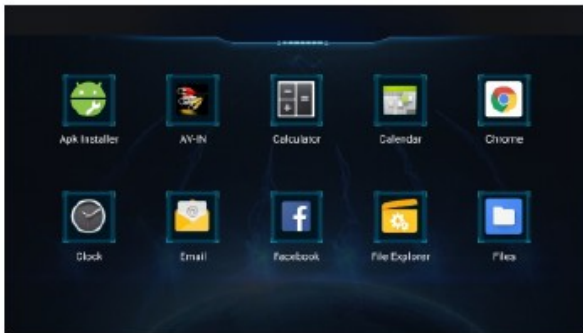 Apk Installer
AV-IN
Calculator
Calendar
Chrome
Clock
Email
Facebook
File Explorer
Files